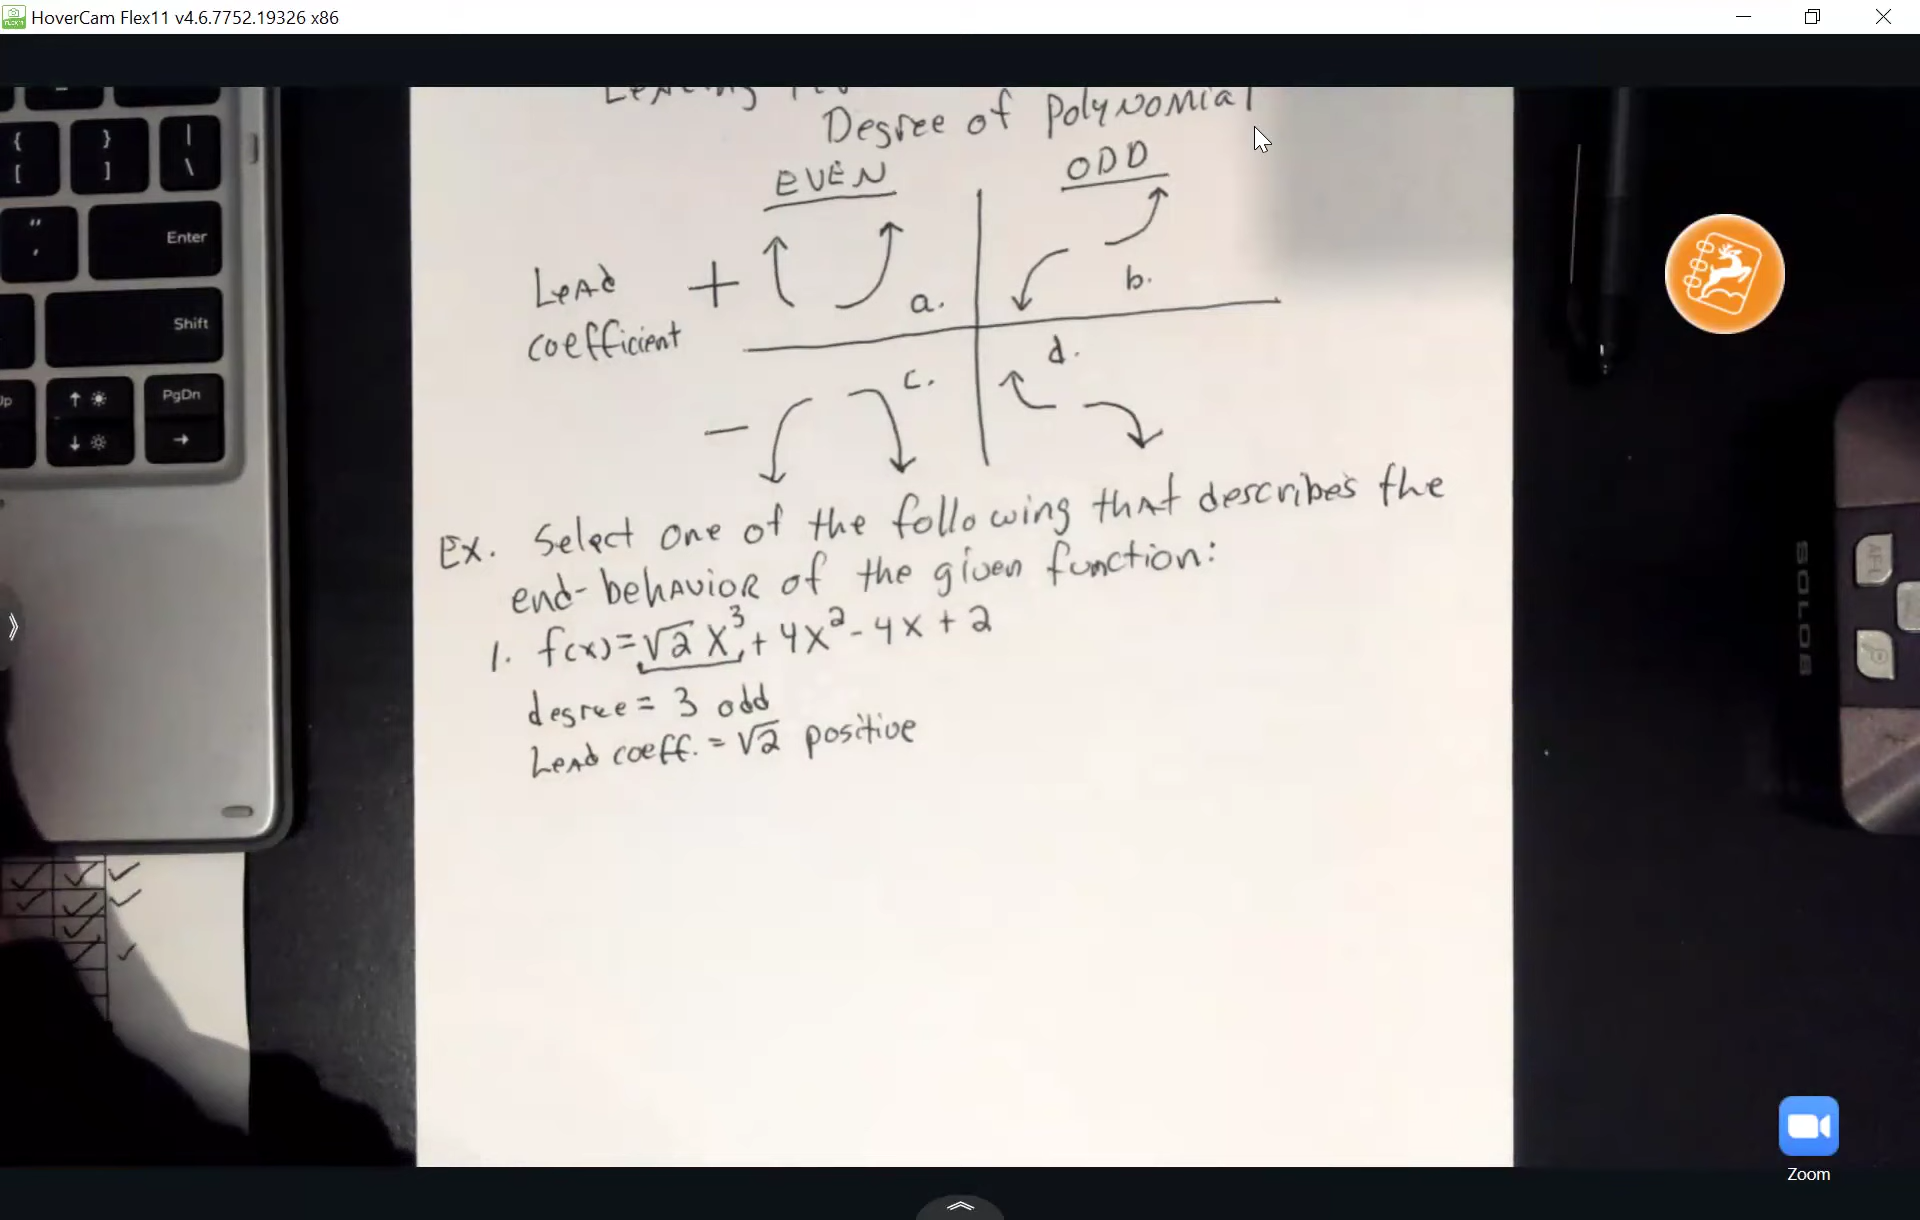 HoverCam Flex11 v4.6.7752.19326 x86
Degree of Polynomial
EVEN
ODD
Lead
coefficient
+
a.
b.
−
c.
d.
Ex. Select one of the following that describes the
end-behavior of the given function:
1. f(x)=√2 x³+4x²-4x+2
degree = 3 odd
Lead coeff. = √2 positive
{
[
}
]
|
\
"
,
Enter
Shift
PgDn
SOLOS
Zoom